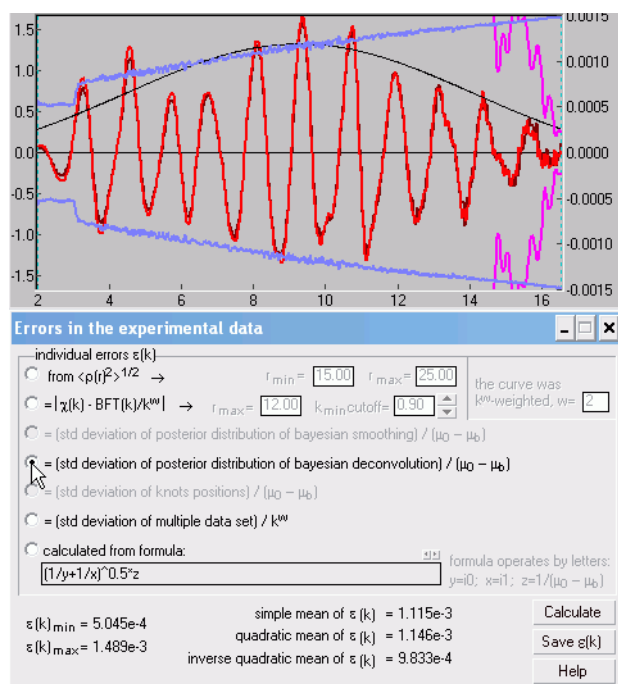 1.5
1.0
0.5
0.0
-0.5
-1.0
-1.5
0.0015
0.0010
0.0005
0.0000
-0.0005
-0.0010
-0.0015
2 4 6 8 10 12 14 16
Errors in the experimental data
individual errors ε(k)
from <ρ(r)²>¹/² → rmin= 15.00 rmax= 25.00
the curve was
kʷ-weighted, w= 2
=|χ(k) - BFT(k)/kʷ| → rmax= 12.00 kmincutoff= 0.90
= (std deviation of posterior distribution of bayesian smoothing) / (μ₀ − μb)
= (std deviation of posterior distribution of bayesian deconvolution) / (μ₀ − μb)
= (std deviation of knots positions) / (μ₀ − μb)
= (std deviation of multiple data set) / kʷ
calculated from formula:
(1/y+1/x)^0.5*z
formula operates by letters:
y=i0; x=i1; z=1/(μ₀ − μb)
ε(k)min = 5.045e-4
ε(k)max = 1.489e-3
simple mean of ε(k) = 1.115e-3
quadratic mean of ε(k) = 1.146e-3
inverse quadratic mean of ε(k) = 9.833e-4
Calculate
Save ε(k)
Help